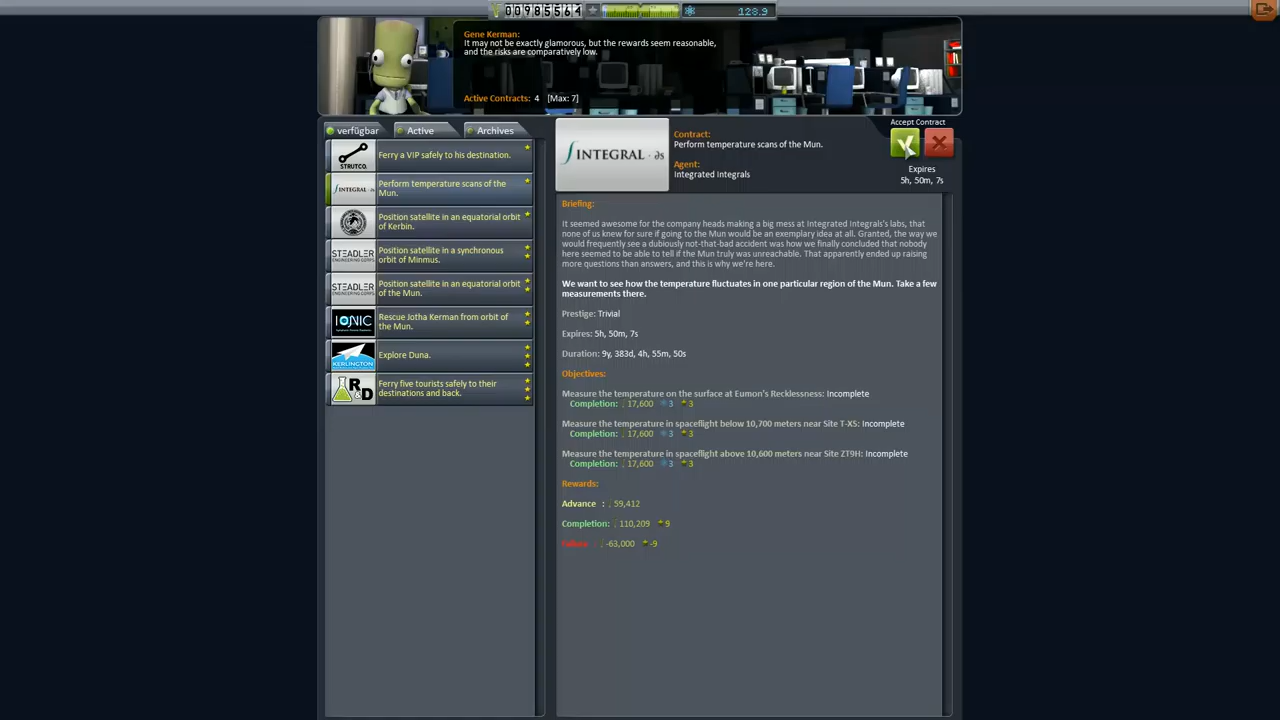 00985564
128.9
Gene Kerman:
It may not be exactly glamorous, but the rewards seem reasonable,
and the risks are comparatively low.
Active Contracts: 4 [Max: 7]
verfügbar
Active
Archives
STRUTCO.
Ferry a VIP safely to his destination.
∫INTEGRAL·∂s
Perform temperature scans of the
Mun.
Position satellite in an equatorial orbit
of Kerbin.
STEADLER
ENGINEERING CORPS
Position satellite in a synchronous
orbit of Minmus.
STEADLER
ENGINEERING CORPS
Position satellite in an equatorial orbit
of the Mun.
IONIC
Rescue Jotha Kerman from orbit of
the Mun.
KERLINGTON
Explore Duna.
R&D
Ferry five tourists safely to their
destinations and back.
∫INTEGRAL·∂s
Contract:
Perform temperature scans of the Mun.
Agent:
Integrated Integrals
Accept Contract
Expires
5h, 50m, 7s
Briefing:
It seemed awesome for the company heads making a big mess at Integrated Integrals's labs, that
none of us knew for sure if going to the Mun would be an exemplary idea at all. Granted, the way we
would frequently see a dubiously not-that-bad accident was how we finally concluded that nobody
here seemed to be able to tell if the Mun truly was unreachable. That apparently ended up raising
more questions than answers, and this is why we're here.
We want to see how the temperature fluctuates in one particular region of the Mun. Take a few
measurements there.
Prestige: Trivial
Expires: 5h, 50m, 7s
Duration: 9y, 383d, 4h, 55m, 50s
Objectives:
Measure the temperature on the surface at Eumon's Recklessness: Incomplete
Completion: 17,600 3 3
Measure the temperature in spaceflight below 10,700 meters near Site T-XS: Incomplete
Completion: 17,600 3 3
Measure the temperature in spaceflight above 10,600 meters near Site ZT9H: Incomplete
Completion: 17,600 3 3
Rewards:
Advance : 59,412
Completion: 110,209 9
Failure: -63,000 -9